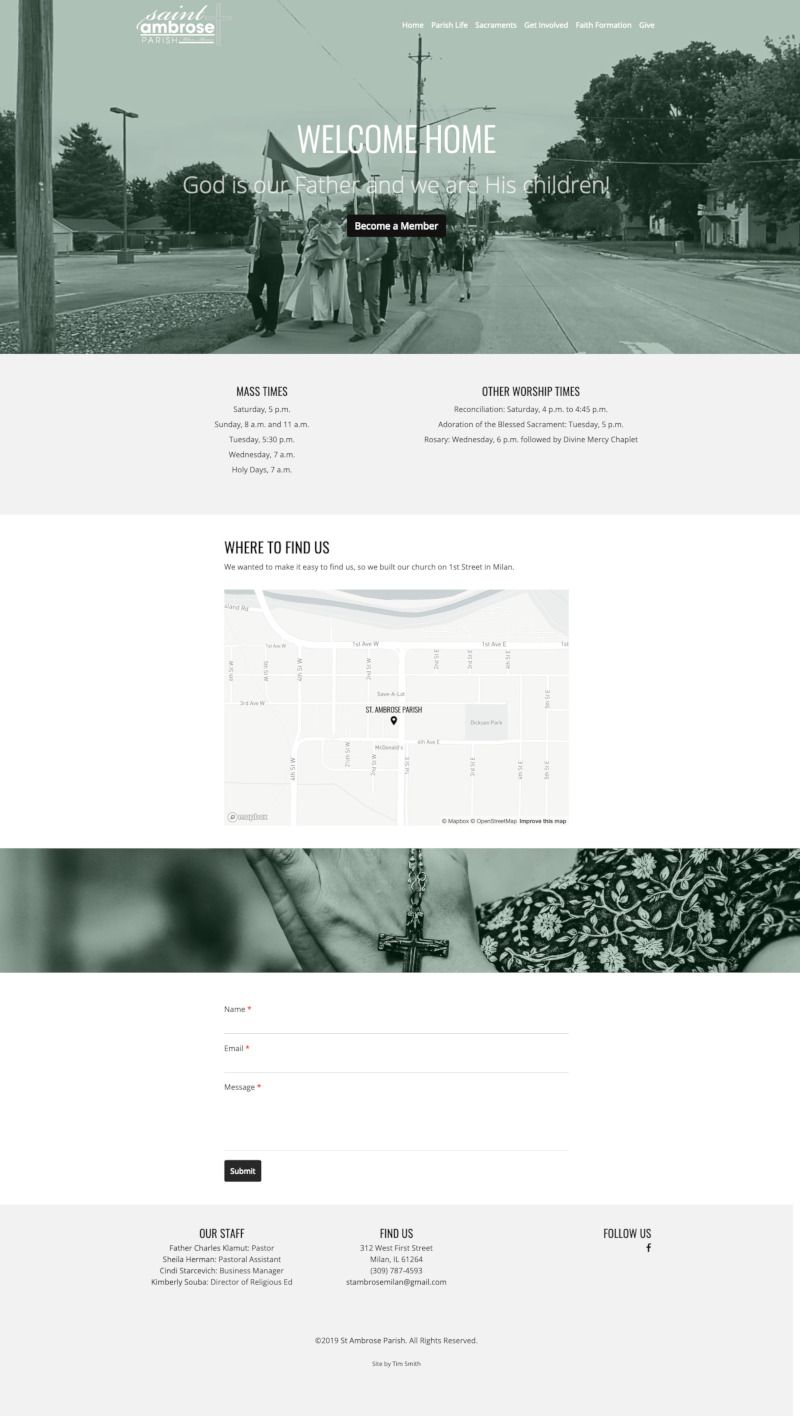 saint
ambrose
PARISH
Home Parish Life Sacraments Get Involved Faith Formation Give
WELCOME HOME
God is our Father and we are His children!
Become a Member
MASS TIMES
Saturday, 5 p.m.
Sunday, 8 a.m. and 11 a.m.
Tuesday, 5:30 p.m.
Wednesday, 7 a.m.
Holy Days, 7 a.m.
OTHER WORSHIP TIMES
Reconciliation: Saturday, 4 p.m. to 4:45 p.m.
Adoration of the Blessed Sacrament: Tuesday, 5 p.m.
Rosary: Wednesday, 6 p.m. followed by Divine Mercy Chaplet
WHERE TO FIND US
We wanted to make it easy to find us, so we built our church on 1st Street in Milan.
sland Rd
1st Ave W
1st Ave E
1st
1st Ave W
6th St W
5th St W
4th St W
2nd St W
2nd St E
3rd St E
4th St E
Save-A-Lot
3rd Ave W
5th St E
ST. AMBROSE PARISH
Dickson Park
6th Ave E
McDonald's
4th St W
2nd St W
1st St E
3rd St E
4th St E
5th St E
mapbox
© Mapbox © OpenStreetMap Improve this map
Name *
Email *
Message *
Submit
OUR STAFF
Father Charles Klamut: Pastor
Sheila Herman: Pastoral Assistant
Cindi Starcevich: Business Manager
Kimberly Souba: Director of Religious Ed
FIND US
312 West First Street
Milan, IL 61264
(309) 787-4593
stambrosemilan@gmail.com
FOLLOW US
©2019 St Ambrose Parish. All Rights Reserved.
Site by Tim Smith